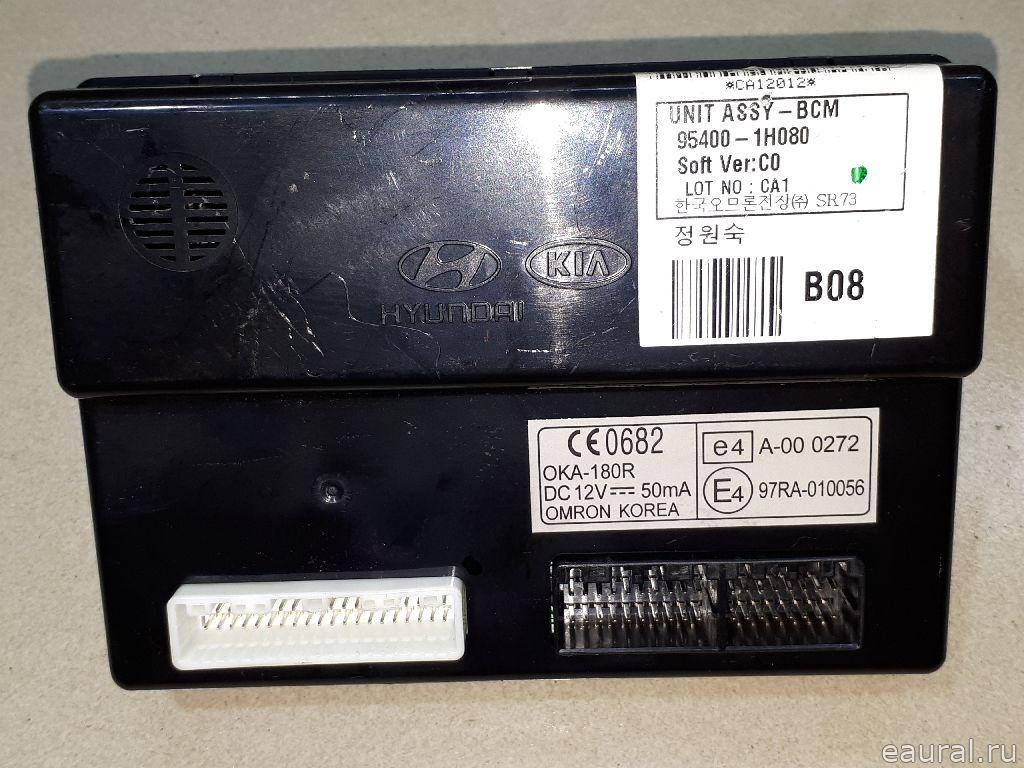 *CA12012*
UNIT ASSY-BCM
95400-1H080
Soft Ver:C0
LOT NO : CA1
한국오므론전장㈜ SR73
정원숙
B08
HYUNDAI
KIA
CE0682
OKA-180R
DC 12V 50mA
OMRON KOREA
e4 A-00 0272
E4 97RA-010056
eaural.ru